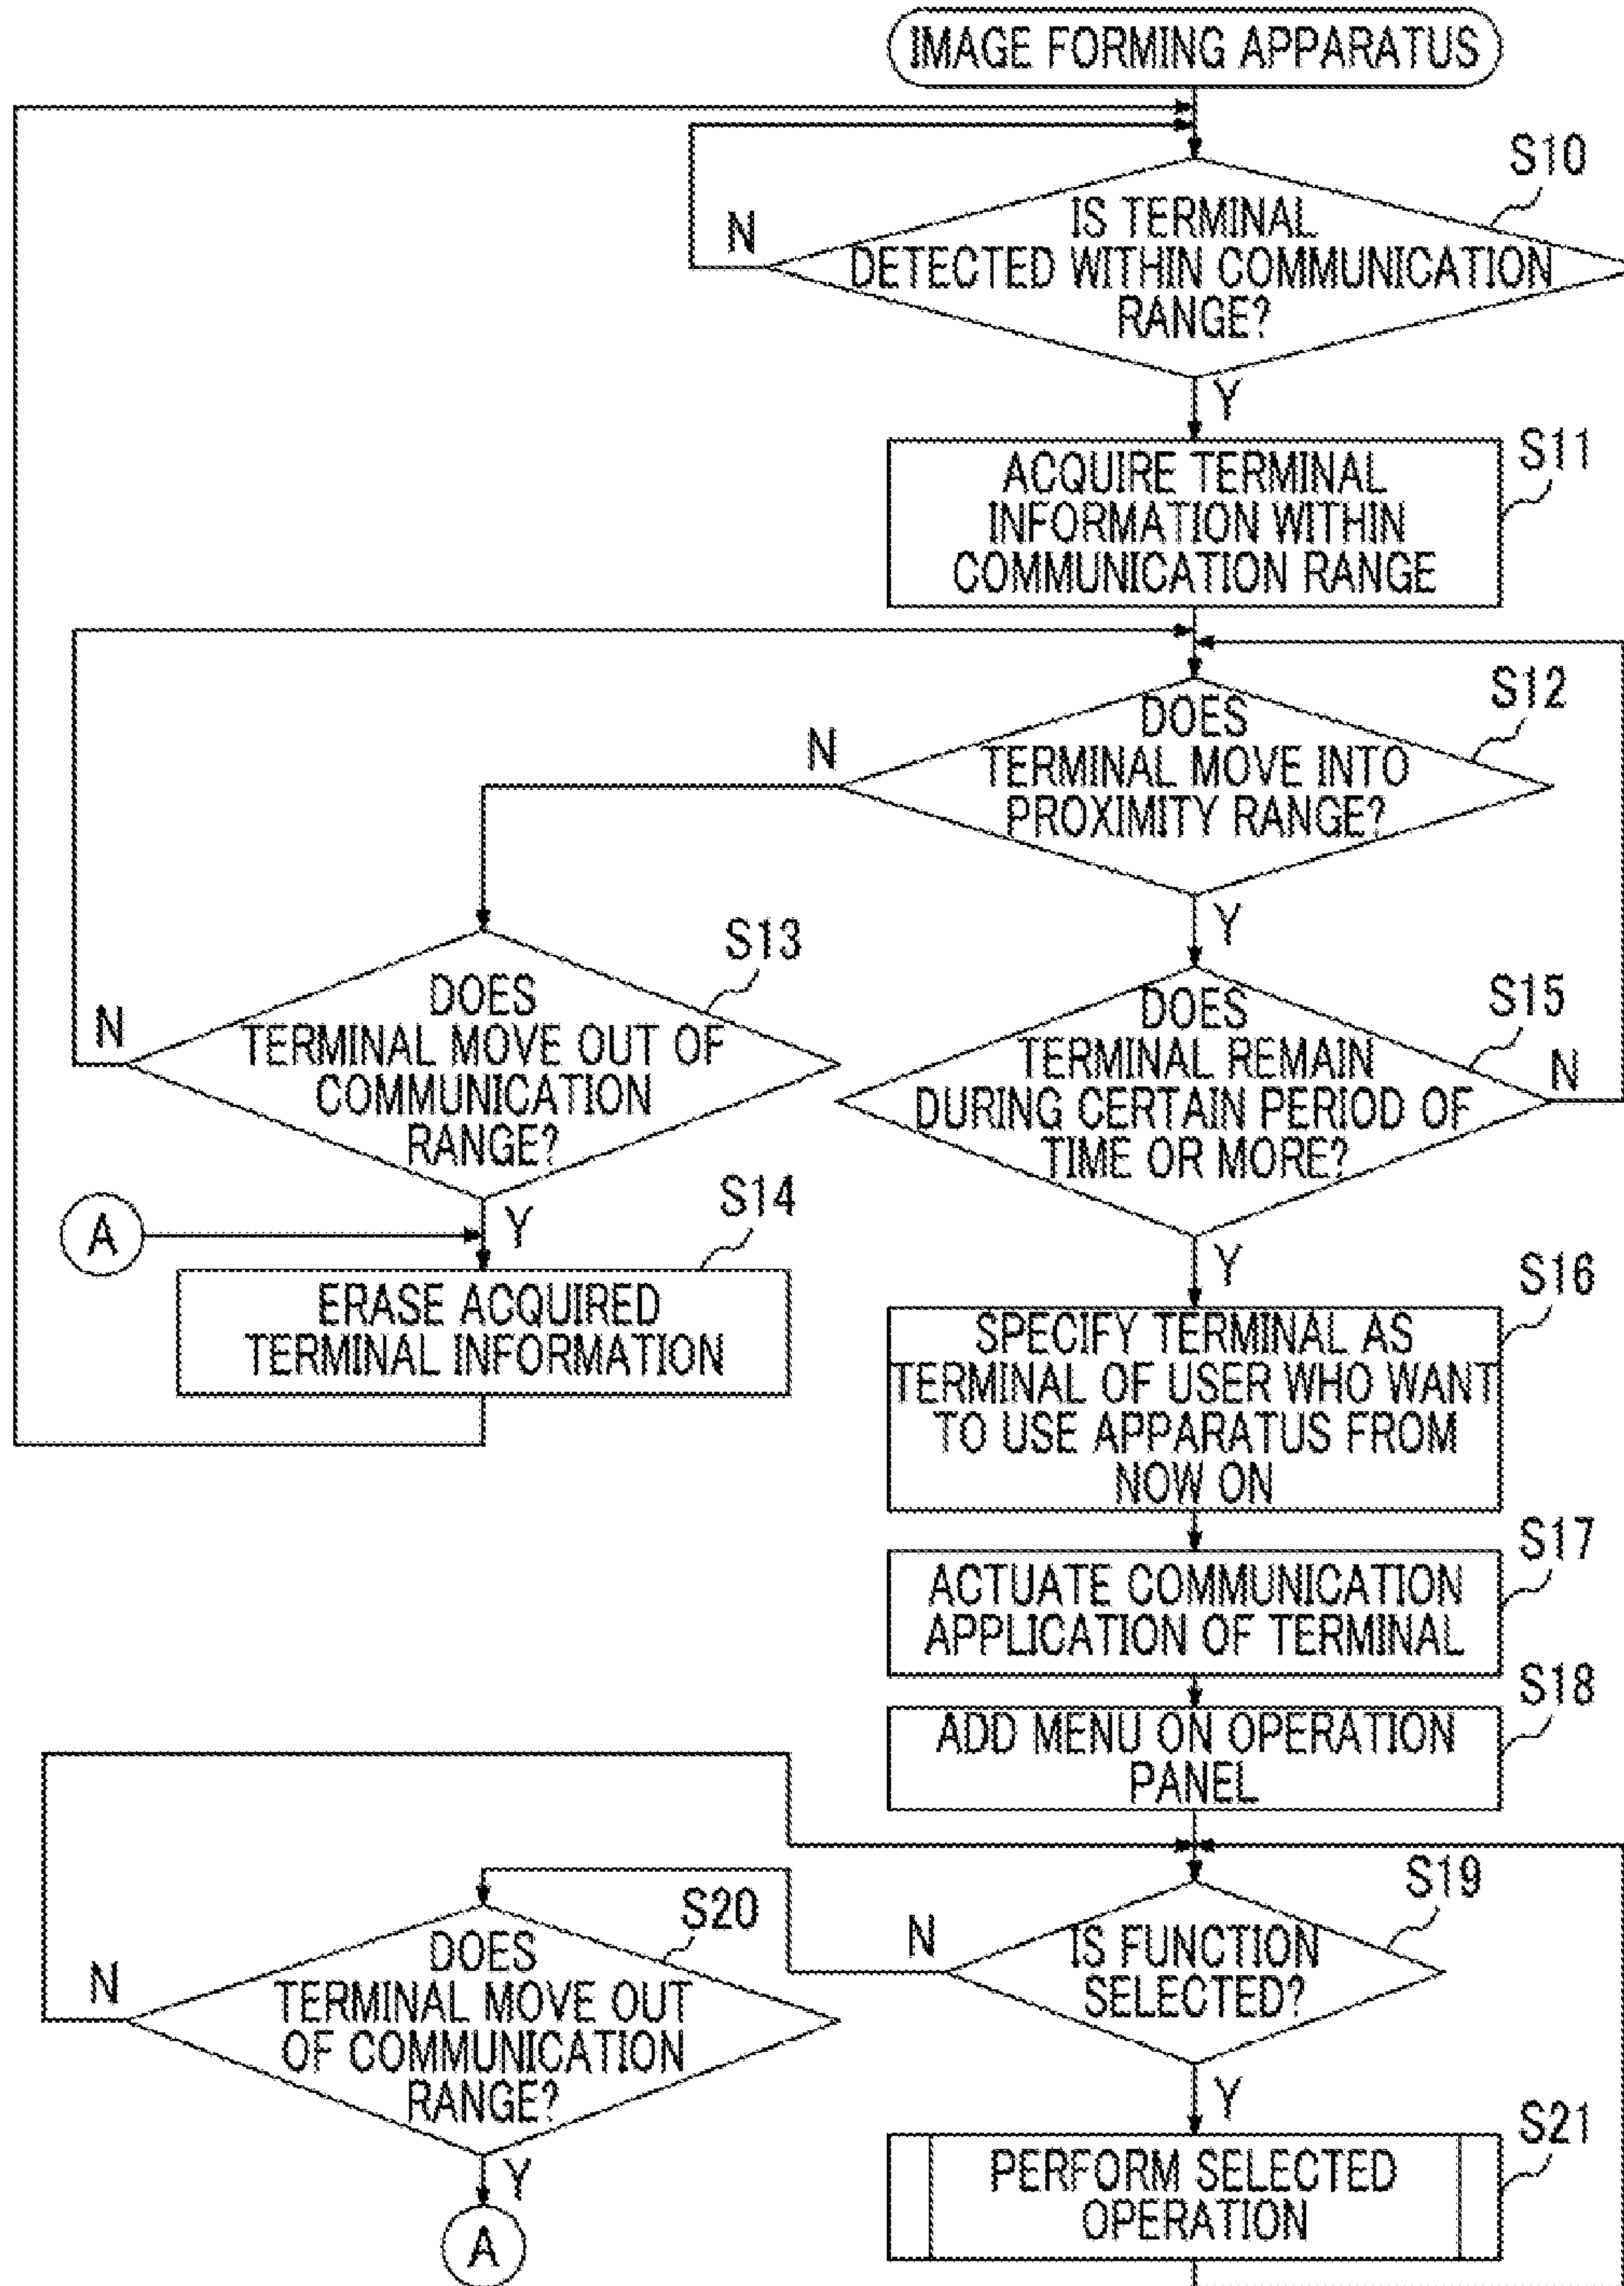 IMAGE FORMING APPARATUS
S10
N
IS TERMINAL
DETECTED WITHIN COMMUNICATION
RANGE?
Y
S11
ACQUIRE TERMINAL
INFORMATION WITHIN
COMMUNICATION RANGE
S12
N
DOES
TERMINAL MOVE INTO
PROXIMITY RANGE?
Y
S13
N
DOES
TERMINAL MOVE OUT OF
COMMUNICATION
RANGE?
Y
S15
DOES
TERMINAL REMAIN
DURING CERTAIN PERIOD OF
TIME OR MORE?
N
Y
A
S14
ERASE ACQUIRED
TERMINAL INFORMATION
S16
SPECIFY TERMINAL AS
TERMINAL OF USER WHO WANT
TO USE APPARATUS FROM
NOW ON
S17
ACTUATE COMMUNICATION
APPLICATION OF TERMINAL
S18
ADD MENU ON OPERATION
PANEL
S19
N
IS FUNCTION
SELECTED?
Y
S20
N
DOES
TERMINAL MOVE OUT
OF COMMUNICATION
RANGE?
Y
A
S21
PERFORM SELECTED
OPERATION